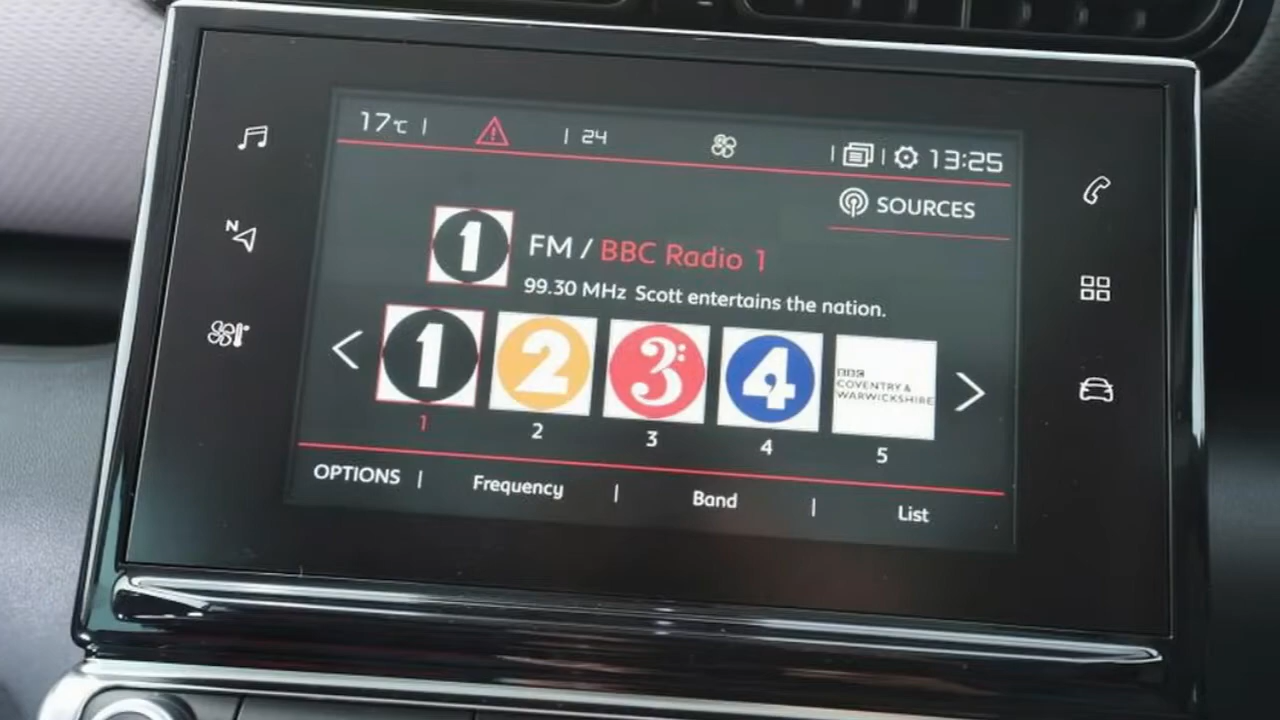 17°C | | 24 | | 13:25
SOURCES
1 FM / BBC Radio 1
99.30 MHz Scott entertains the nation.
N
1 2 3: 4 BBC
COVENTRY &
WARWICKSHIRE
1 2 3 4 5
OPTIONS | Frequency | Band | List